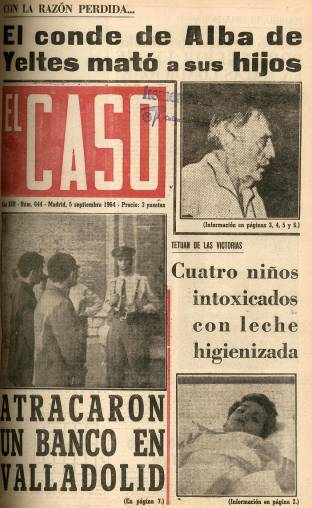 CON LA RAZÓN PERDIDA...
El conde de Alba de
Yeltes mató a sus hijos
EL CASO
Año XIII - Núm. 644 - Madrid, 5 septiembre 1964 - Precio: 3 pesetas
(Información en páginas 3, 4, 5 y 6.)
TETUAN DE LAS VICTORIAS
Cuatro niños
intoxicados
con leche
higienizada
ATRACARON
UN BANCO EN
VALLADOLID
(En página 7.)
(Información en página 2.)